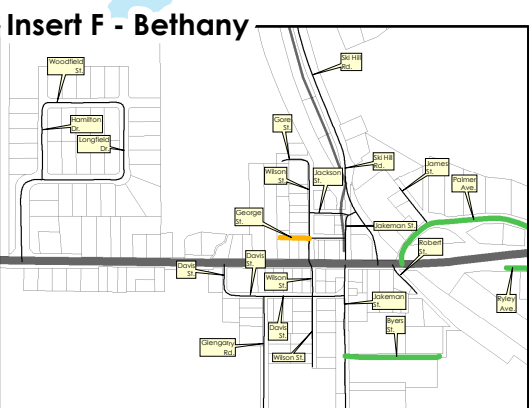 Insert F - Bethany
Ski Hill
Rd.
Woodfield
St.
Hamilton
Dr.
Longfield
Dr.
Gore
St.
Wilson
St.
Jackson
St.
Ski Hill
Rd.
James
St.
Palmer
Ave.
George
St.
Jakeman St.
Robert
St.
Davis
St.
Davis
St.
Wilson
St.
Jakeman
St.
Ryley
Ave.
Davis
St.
Byers
St.
Glengary
Rd.
Wilson St.